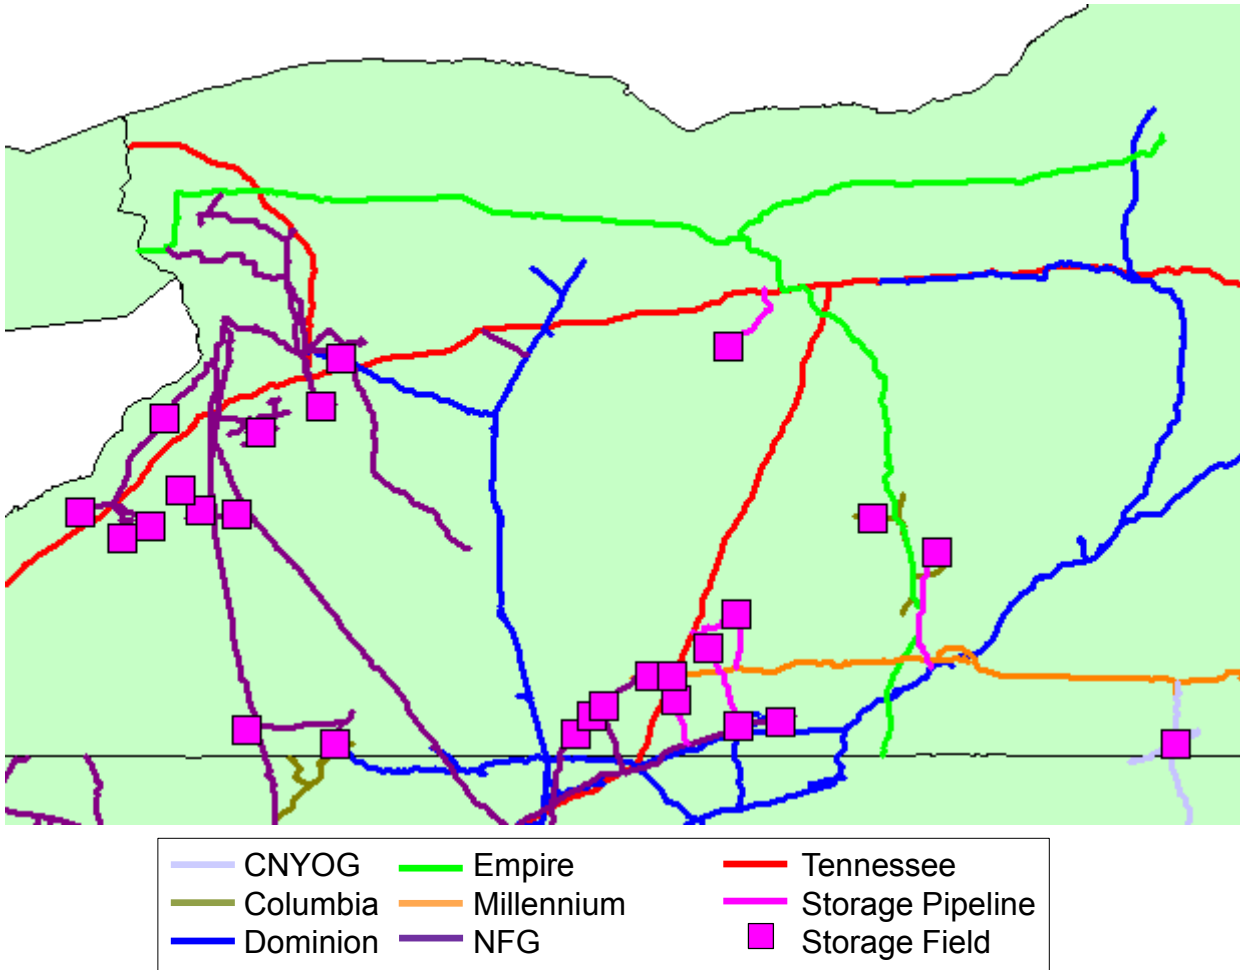 CNYOG Empire Tennessee
Columbia Millennium Storage Pipeline
Dominion NFG Storage Field